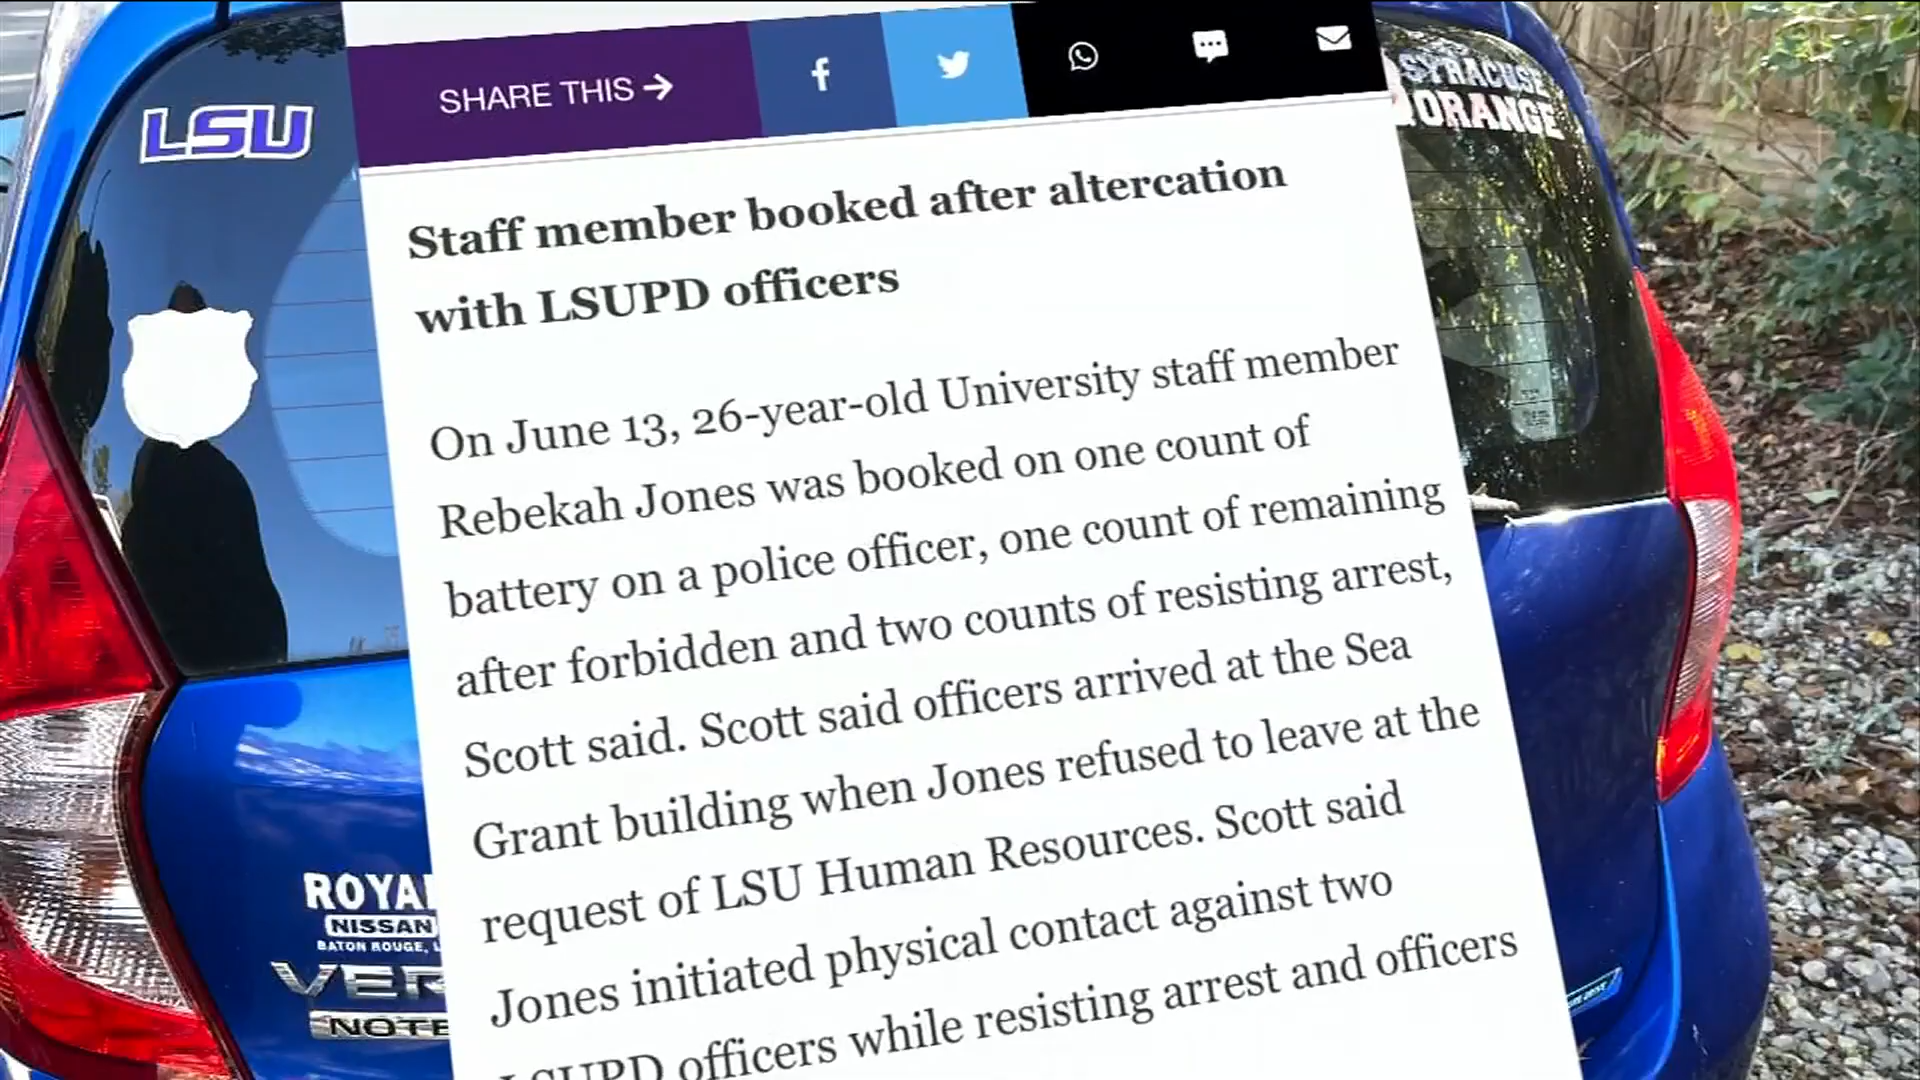 SHARE THIS
LSU
SYRACUSE
ORANGE
Staff member booked after altercation
with LSUPD officers
On June 13, 26-year-old University staff member
Rebekah Jones was booked on one count of
battery on a police officer, one count of remaining
after forbidden and two counts of resisting arrest,
Scott said. Scott said officers arrived at the Sea
Grant building when Jones refused to leave at the
request of LSU Human Resources. Scott said
Jones initiated physical contact against two
LSUPD officers while resisting arrest and officers
ROYAL
NISSAN
BATON ROUGE, L
VER
NOTE